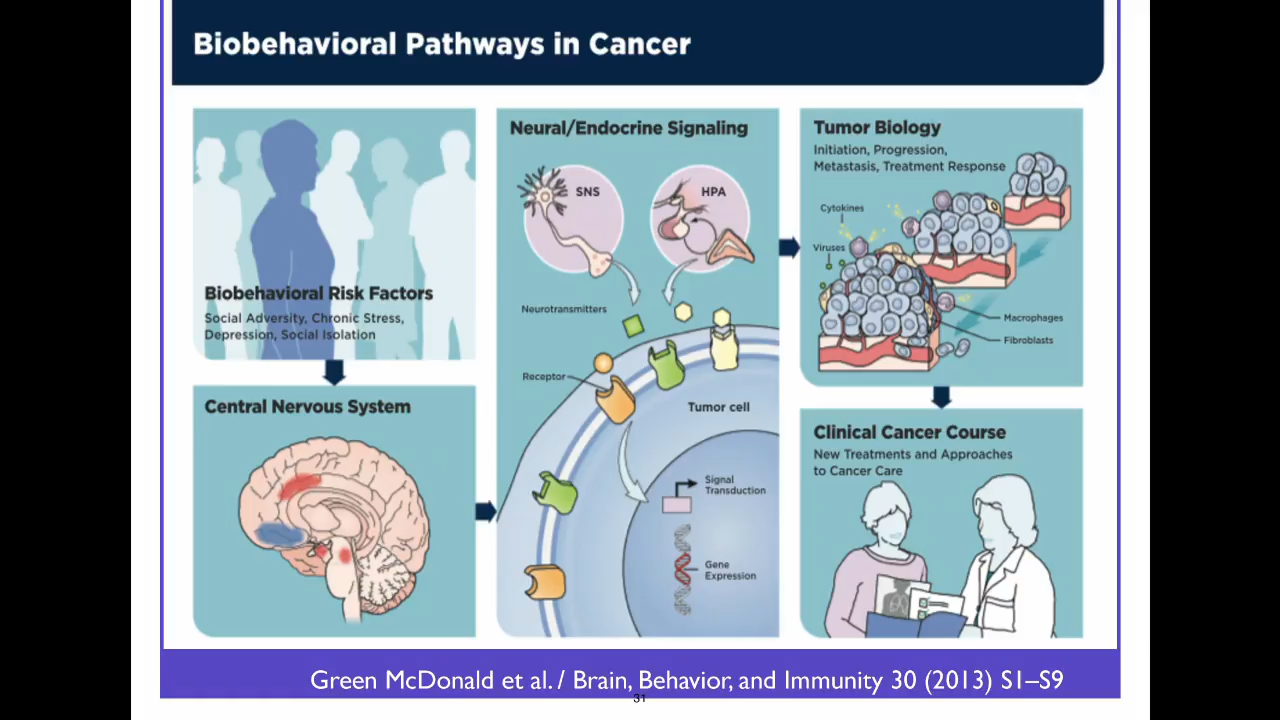 Biobehavioral Pathways in Cancer
Biobehavioral Risk Factors
Social Adversity, Chronic Stress,
Depression, Social Isolation
Central Nervous System
Neural/Endocrine Signaling
SNS
HPA
Neurotransmitters
Receptor
Tumor cell
Signal
Transduction
Gene
Expression
Tumor Biology
Initiation, Progression,
Metastasis, Treatment Response
Cytokines
Viruses
Macrophages
Fibroblasts
Clinical Cancer Course
New Treatments and Approaches
to Cancer Care
Green McDonald et al. / Brain, Behavior, and Immunity 30 (2013) S1–S9
31